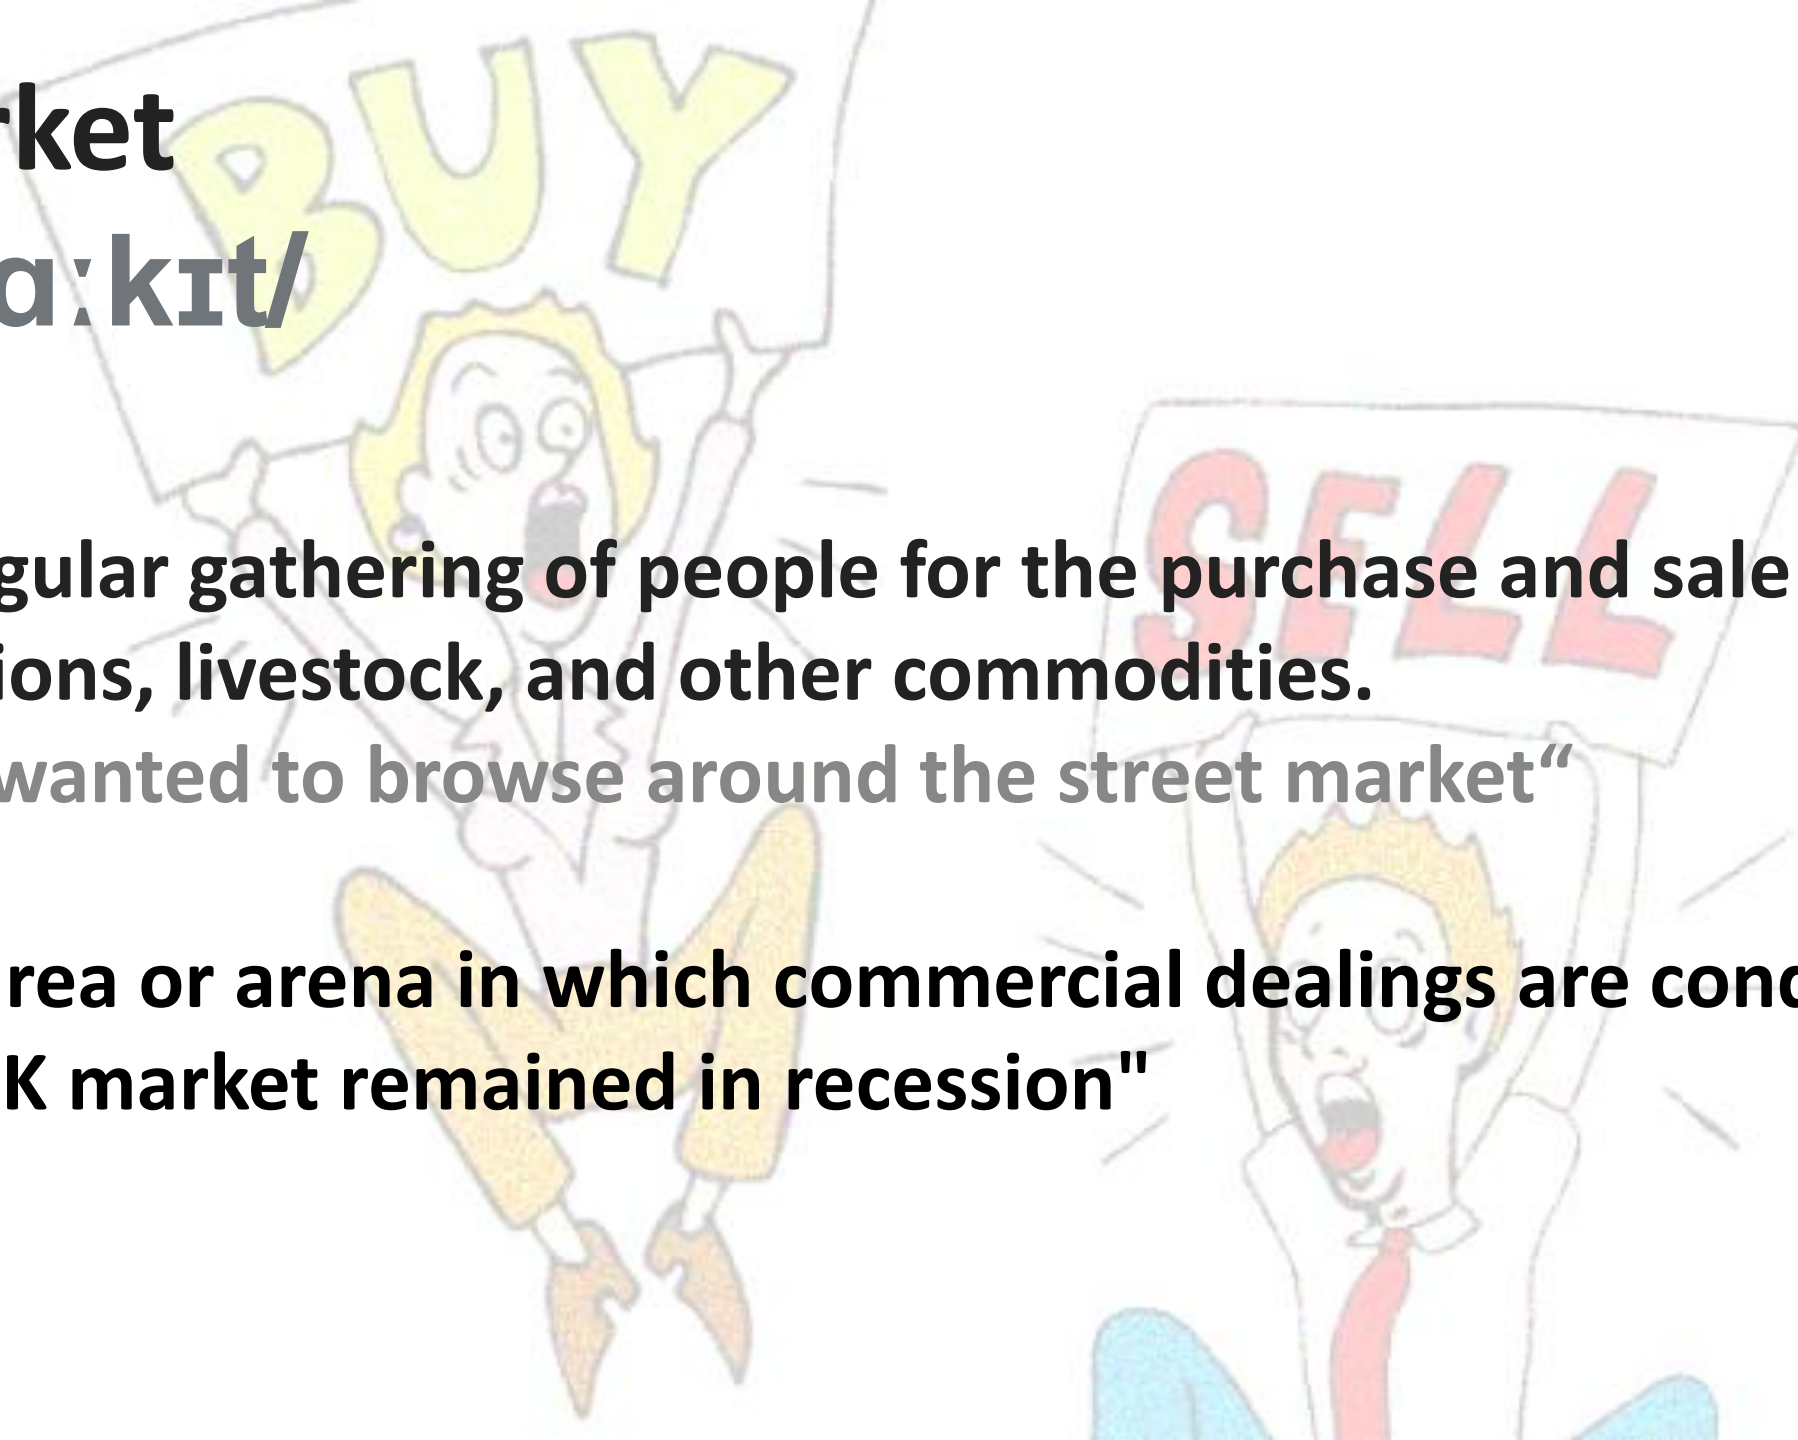 BUY
rket
ɑːkɪt/
SELL
gular gathering of people for the purchase and sale
ions, livestock, and other commodities.
wanted to browse around the street market“
rea or arena in which commercial dealings are cond
K market remained in recession"